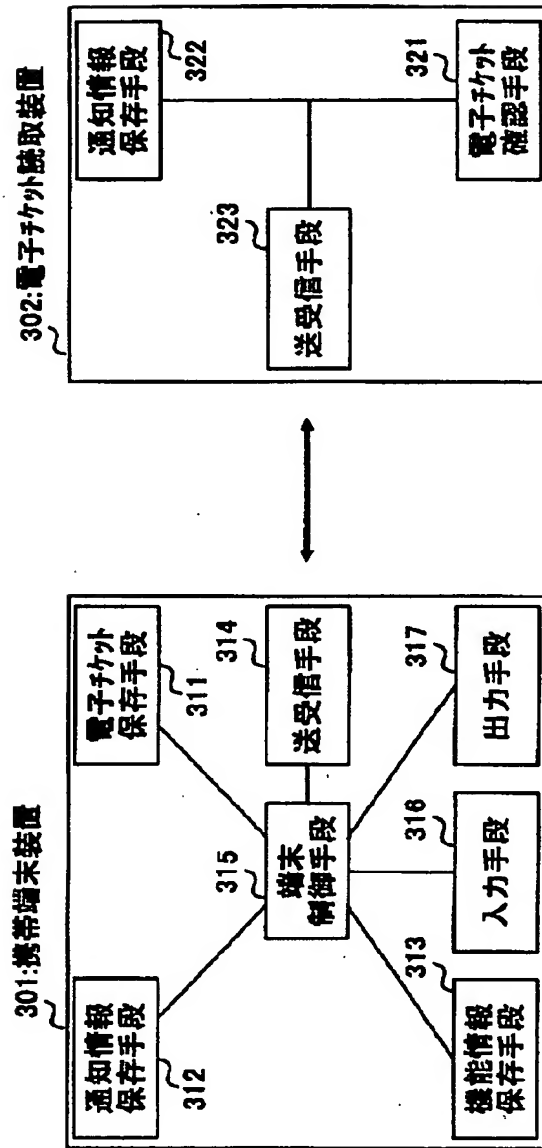 301:携帯端末装置
通知情報
保存手段
312
電子チケット
保存手段
311
315
端末
制御手段
314
送受信手段
313
機能情報
保存手段
316
入力手段
317
出力手段
302:電子チケット読取装置
通知情報
保存手段
322
323
送受信手段
321
電子チケット
確認手段